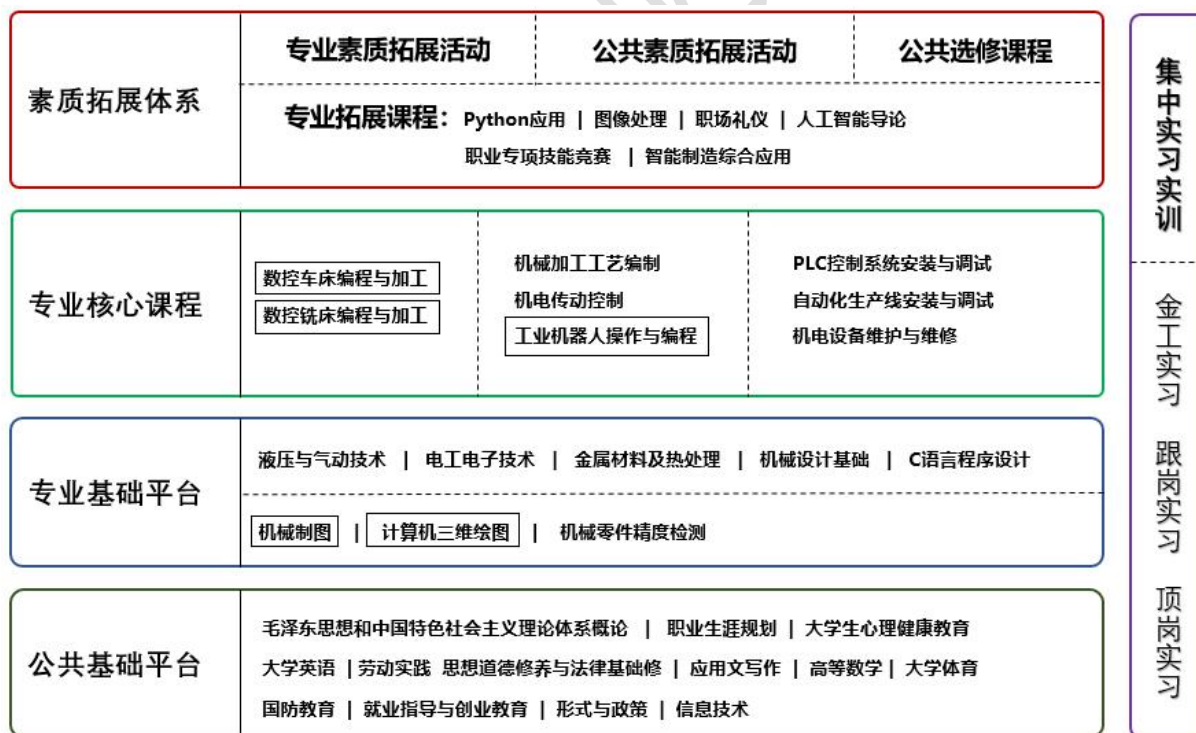 素质拓展体系
专业素质拓展活动 公共素质拓展活动 公共选修课程
专业拓展课程： Python应用 | 图像处理 | 职场礼仪 | 人工智能导论
职业专项技能竞赛 | 智能制造综合应用
专业核心课程
数控车床编程与加工
数控铣床编程与加工
机械加工工艺编制
机电传动控制
工业机器人操作与编程
PLC控制系统安装与调试
自动化生产线安装与调试
机电设备维护与维修
专业基础平台
液压与气动技术 | 电工电子技术 | 金属材料及热处理 | 机械设计基础 | C语言程序设计
机械制图 | 计算机三维绘图 | 机械零件精度检测
公共基础平台
毛泽东思想和中国特色社会主义理论体系概论 | 职业生涯规划 | 大学生心理健康教育
大学英语 | 劳动实践 思想道德修养与法律基础修 | 应用文写作 | 高等数学 | 大学体育
国防教育 | 就业指导与创业教育 | 形式与政策 | 信息技术
集中实习实训
金工实习
跟岗实习
顶岗实习